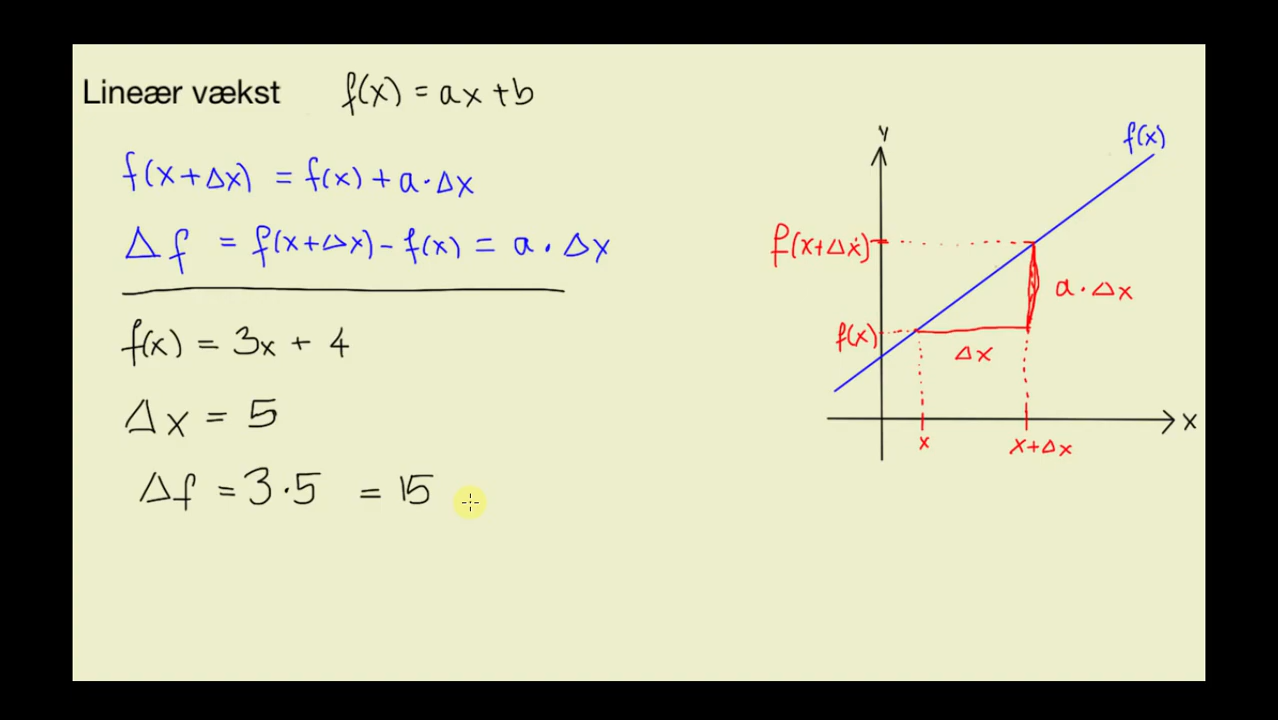 Lineær vækst f(x) = ax + b
f(x+Δx) = f(x) + a·Δx
Δf = f(x+Δx) - f(x) = a·Δx
f(x) = 3x + 4
Δx = 5
Δf = 3·5 = 15
y
f(x)
f(x+Δx)
a·Δx
f(x)
Δx
x
x
x+Δx